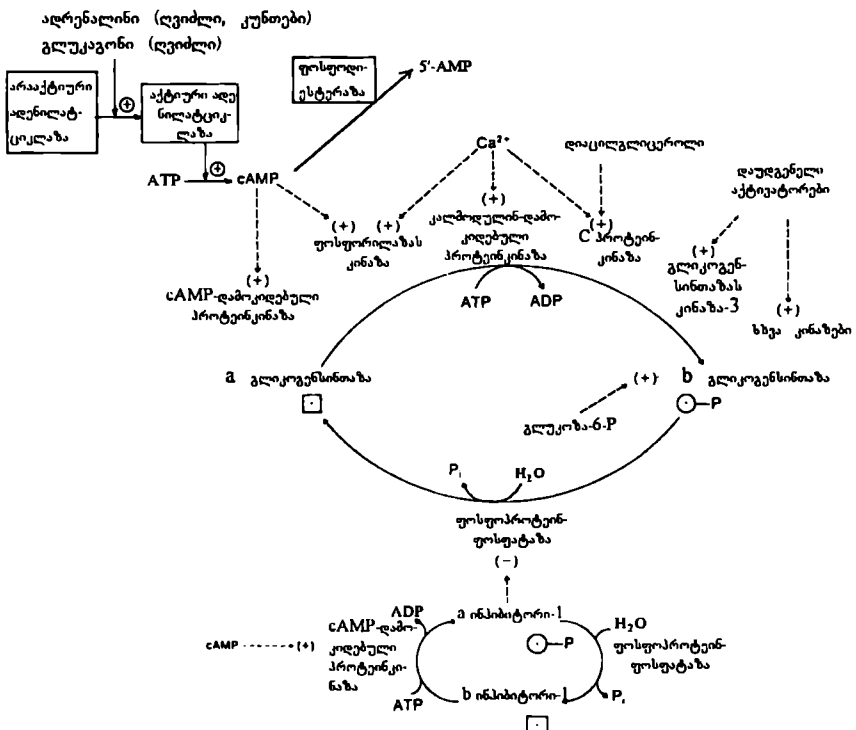 ადრენალინი (ღვიძლი, კუნთები)
გლუკაგონი (ღვიძლი)
არააქტიური
ადენილატ-
ციკლაზა
აქტიური ადე
ნილატციკ-
ლაზა
ფოსფოდი-
ესტერაზა
5'-AMP
ATP
cAMP
Ca²⁺
დიაცილგლიცეროლი
დაუდგენელი
აქტივატორები
(+)
cAMP-დამოკიდებული
პროტეინკინაზა
(+) (+)
ფოსფორილაზას
კინაზა
(+)
კალმოდულინ-დამო-
კიდებული
პროტეინკინაზა
(+)
C პროტეინ-
კინაზა
(+)
გლიკოგენ-
სინთაზას
კინაზა-3
(+)
სხვა კინაზები
ATP
ADP
a გლიკოგენსინთაზა
(+)
b გლიკოგენსინთაზა
P
გლუკოზა-6-P
Pᵢ
H₂O
ფოსფოპროტეინ-
ფოსფატაზა
(-)
ADP
a ინჰიბიტორი-1
P
H₂O
cAMP
(+)
cAMP-დამო-
კიდებული
პროტეინკი-
ნაზა
ფოსფოპროტეინ-
ფოსფატაზა
ATP
b ინჰიბიტორი-1
Pᵢ